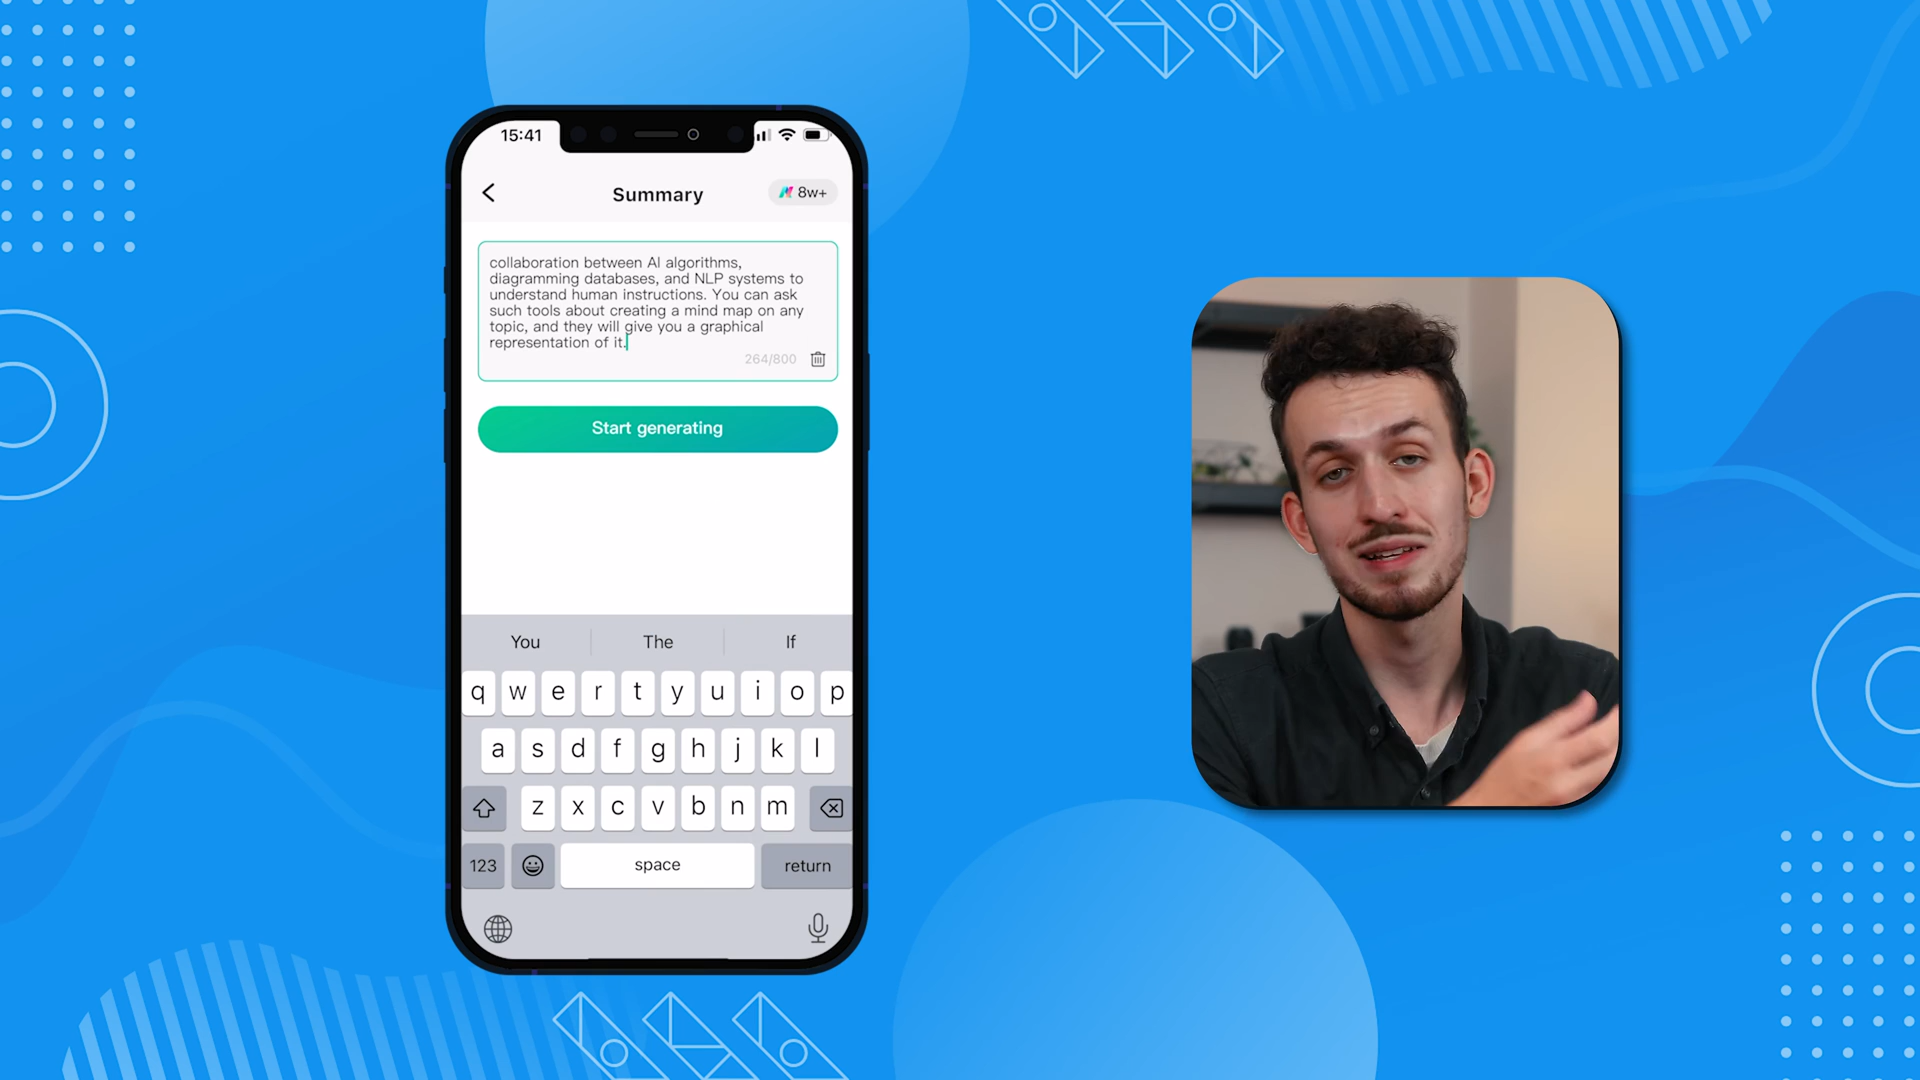 15:41
Summary
8w+
collaboration between AI algorithms,
diagramming databases, and NLP systems to
understand human instructions. You can ask
such tools about creating a mind map on any
topic, and they will give you a graphical
representation of it.
264/800
Start generating
You The If
q w e r t y u i o p
a s d f g h j k l
z x c v b n m
123 space return